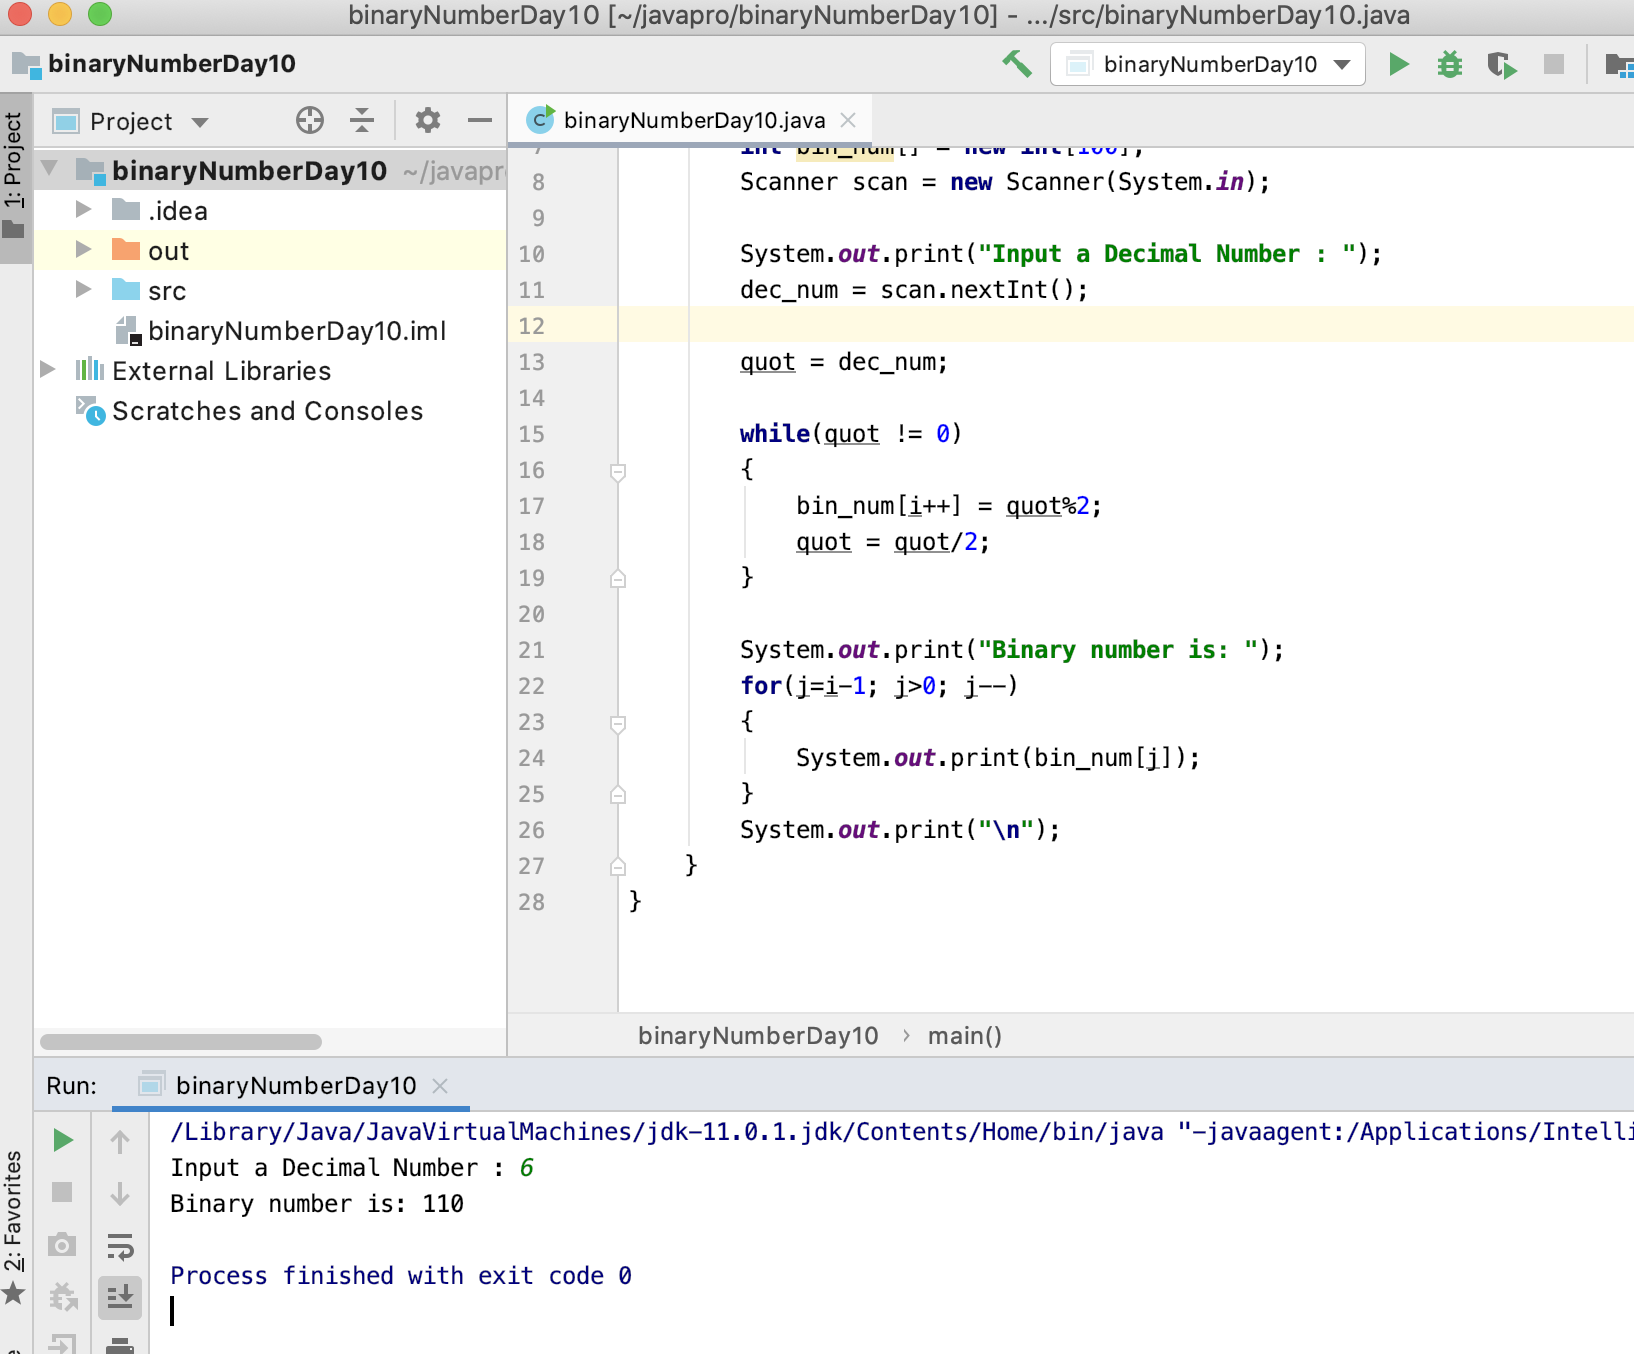 binaryNumberDay10 [~/javapro/binaryNumberDay10] - .../src/binaryNumberDay10.java
binaryNumberDay10
binaryNumberDay10
1: Project
Project
binaryNumberDay10.java
binaryNumberDay10 ~/javapr
.idea
out
src
binaryNumberDay10.iml
External Libraries
Scratches and Consoles
7 int bin_num[] = new int[100];
8 Scanner scan = new Scanner(System.in);
9
10 System.out.print("Input a Decimal Number : ");
11 dec_num = scan.nextInt();
12
13 quot = dec_num;
14
15 while(quot != 0)
16 {
17 bin_num[i++] = quot%2;
18 quot = quot/2;
19 }
20
21 System.out.print("Binary number is: ");
22 for(j=i-1; j>0; j--)
23 {
24 System.out.print(bin_num[j]);
25 }
26 System.out.print("\n");
27 }
28 }
binaryNumberDay10 › main()
Run: binaryNumberDay10
2: Favorites
/Library/Java/JavaVirtualMachines/jdk-11.0.1.jdk/Contents/Home/bin/java "-javaagent:/Applications/Intelli
Input a Decimal Number : 6
Binary number is: 110
Process finished with exit code 0